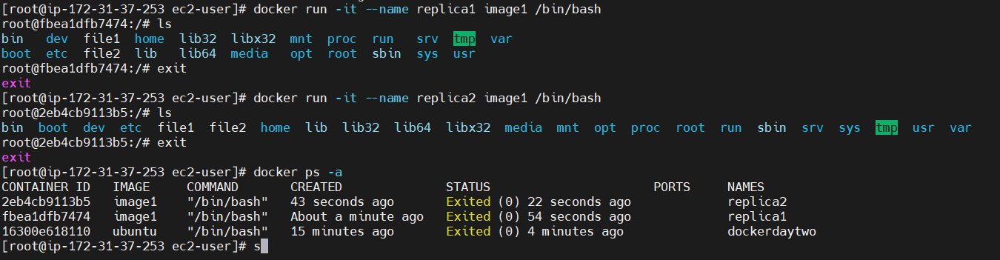 [root@ip-172-31-37-253 ec2-user]# docker run -it --name replica1 image1 /bin/bash
root@fbea1dfb7474:/# ls
bin   dev  file1  home  lib32  libx32  mnt  proc  run   srv  tmp  var
boot  etc  file2  lib   lib64  media   opt  root  sbin  sys  usr
root@fbea1dfb7474:/# exit
exit
[root@ip-172-31-37-253 ec2-user]# docker run -it --name replica2 image1 /bin/bash
root@2eb4cb9113b5:/# ls
bin  boot  dev  etc  file1  file2  home  lib  lib32  lib64  libx32  media  mnt  opt  proc  root  run  sbin  srv  sys  tmp  usr  var
root@2eb4cb9113b5:/# exit
exit
[root@ip-172-31-37-253 ec2-user]# docker ps -a
CONTAINER ID   IMAGE     COMMAND       CREATED              STATUS                      PORTS     NAMES
2eb4cb9113b5   image1    "/bin/bash"   43 seconds ago       Exited (0) 22 seconds ago             replica2
fbea1dfb7474   image1    "/bin/bash"   About a minute ago   Exited (0) 54 seconds ago             replica1
16300e618110   ubuntu    "/bin/bash"   15 minutes ago       Exited (0) 4 minutes ago              dockerdaytwo
[root@ip-172-31-37-253 ec2-user]# s